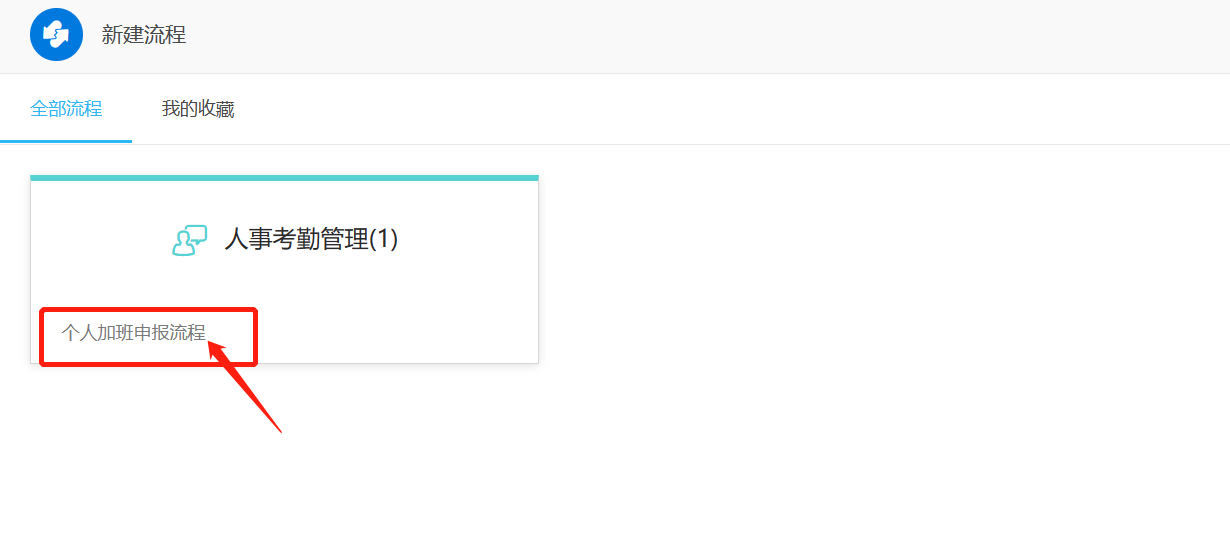 新建流程
全部流程
我的收藏
人事考勤管理(1)
个人加班申报流程